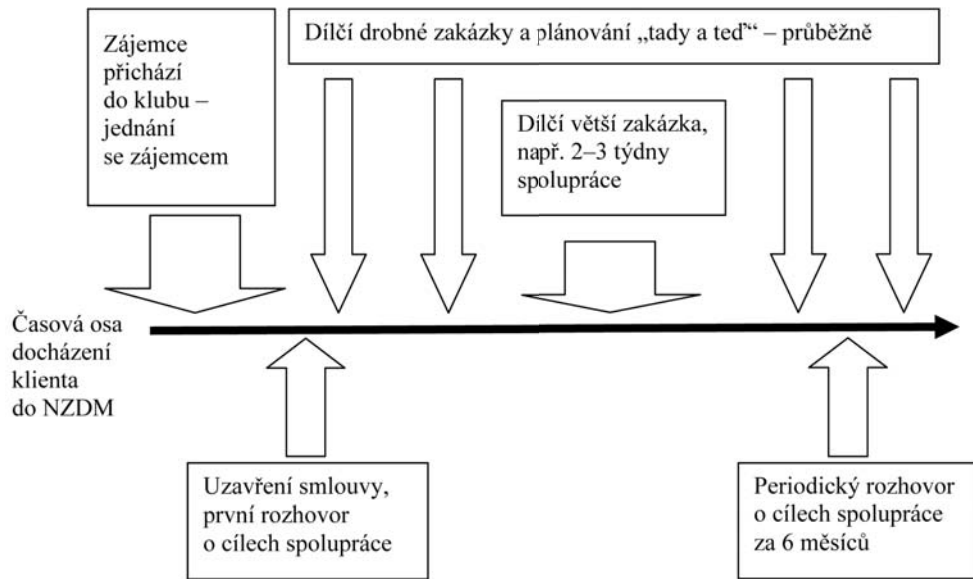 Zájemce
přichází
do klubu –
jednání
se zájemcem
Dílčí drobné zakázky a plánování „tady a teď“ – průběžně
Dílčí větší zakázka,
např. 2–3 týdny
spolupráce
Časová osa
docházení
klienta
do NZDM
Uzavření smlouvy,
první rozhovor
o cílech spolupráce
Periodický rozhovor
o cílech spolupráce
za 6 měsíců